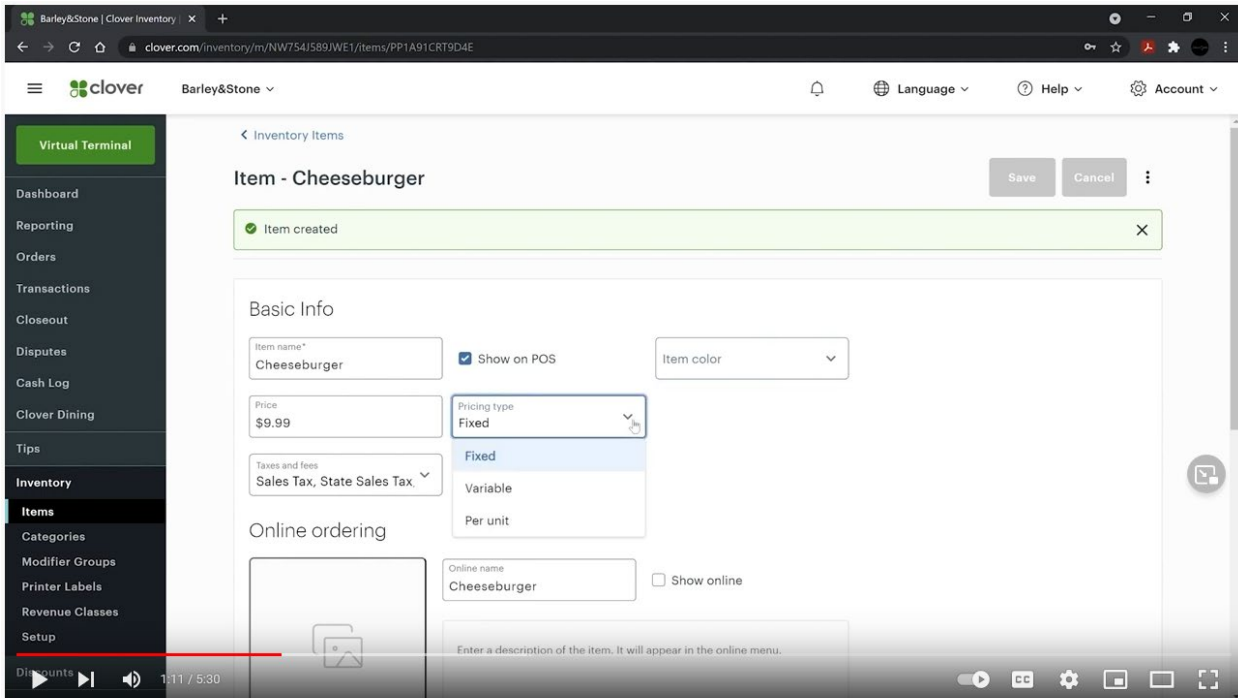 Barley&Stone | Clover Inventory |
clover.com/inventory/m/NW754J589JWE1/items/PP1A91CRT9D4E
clover
Barley&Stone
Language
Help
Account
Virtual Terminal
Dashboard
Reporting
Orders
Transactions
Closeout
Disputes
Cash Log
Clover Dining
Tips
Inventory
Items
Categories
Modifier Groups
Printer Labels
Revenue Classes
Setup
Discounts
Inventory Items
Item - Cheeseburger
Save
Cancel
Item created
Basic Info
Item name*
Cheeseburger
Show on POS
Item color
Price
$9.99
Pricing type
Fixed
Fixed
Variable
Per unit
Taxes and fees
Sales Tax, State Sales Tax,
Online ordering
Online name
Cheeseburger
Show online
Enter a description of the item. It will appear in the online menu.
1:11 / 5:30
CC